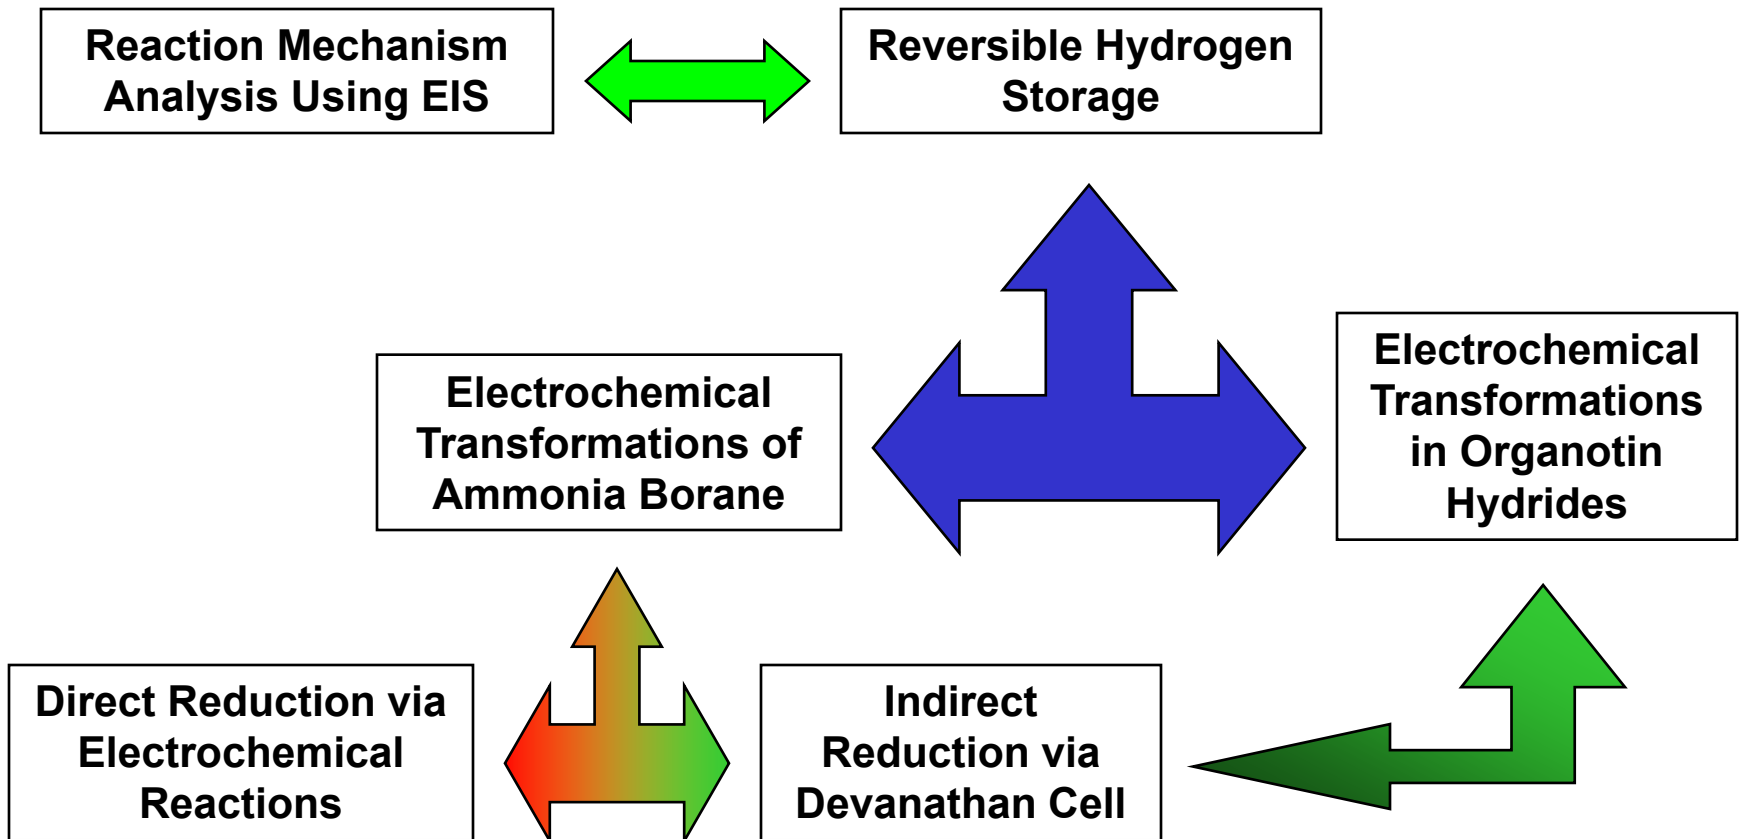 Reaction Mechanism
Analysis Using EIS
Reversible Hydrogen
Storage
Electrochemical
Transformations of
Ammonia Borane
Electrochemical
Transformations
in Organotin
Hydrides
Direct Reduction via
Electrochemical
Reactions
Indirect
Reduction via
Devanathan Cell